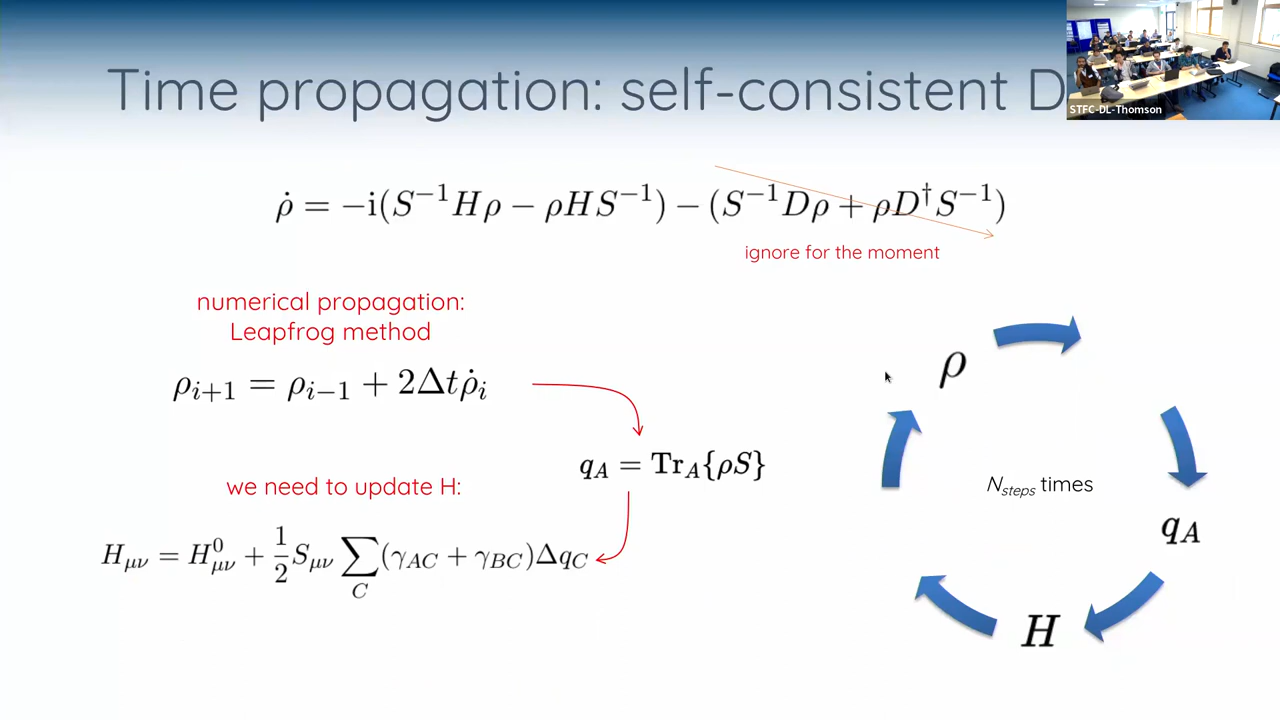 Time propagation: self-consistent D
STFC-DL-Thomson
ρ̇ = −i(S⁻¹Hρ − ρHS⁻¹) − (S⁻¹Dρ + ρD†S⁻¹)
ignore for the moment
numerical propagation:
Leapfrog method
ρᵢ₊₁ = ρᵢ₋₁ + 2Δtρ̇ᵢ
ρ
q_A = Tr_A{ρS}
we need to update H:
N_steps times
q_A
H_μν = H⁰_μν + 1/2 S_μν ∑_C (γ_AC + γ_BC)Δq_C
H